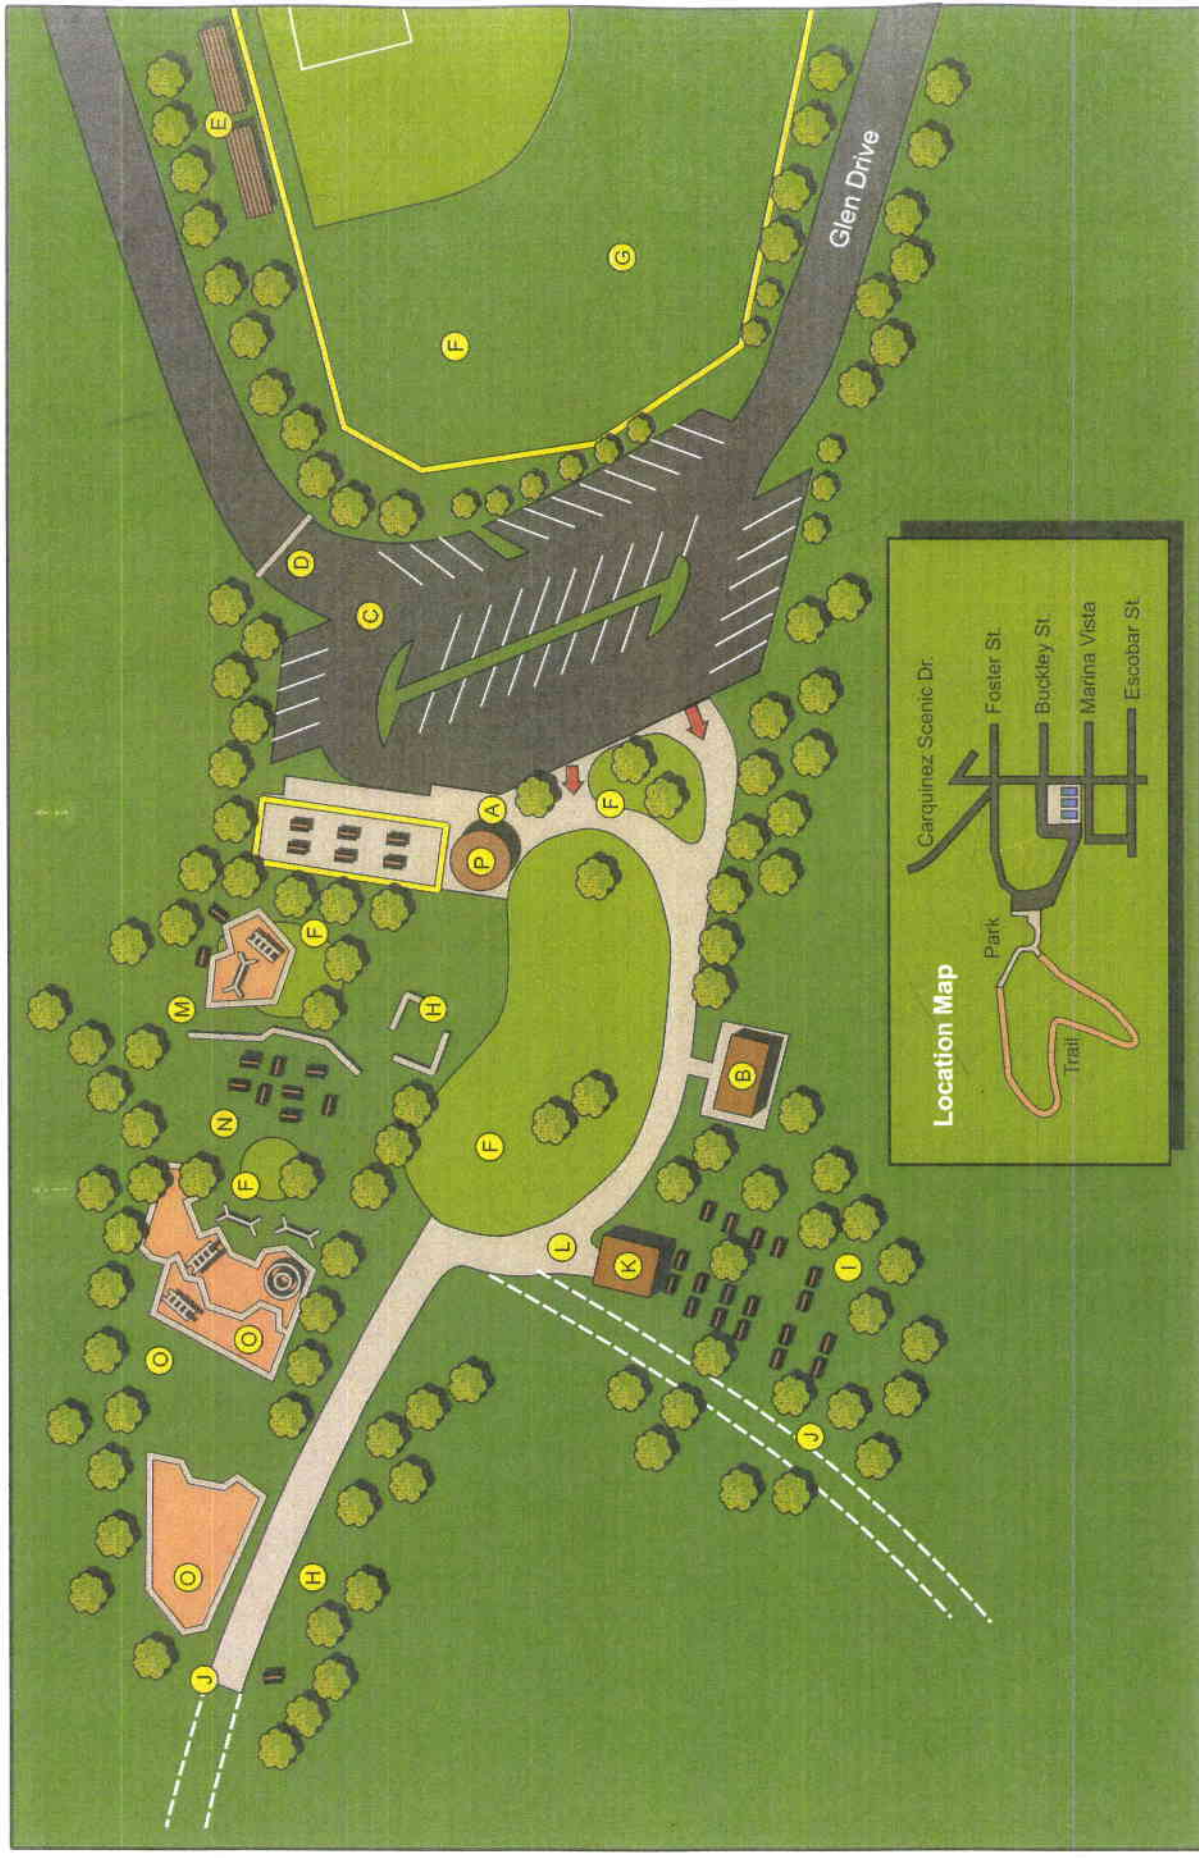 E
Glen Drive
G
F
D
C
A
F
P
F
M
H
B
N
F
F
L
K
I
O
O
J
O
H
J
Location Map
Carquinez Scenic Dr.
Foster St.
Buckley St.
Marina Vista
Escobar St.
Park
Trail